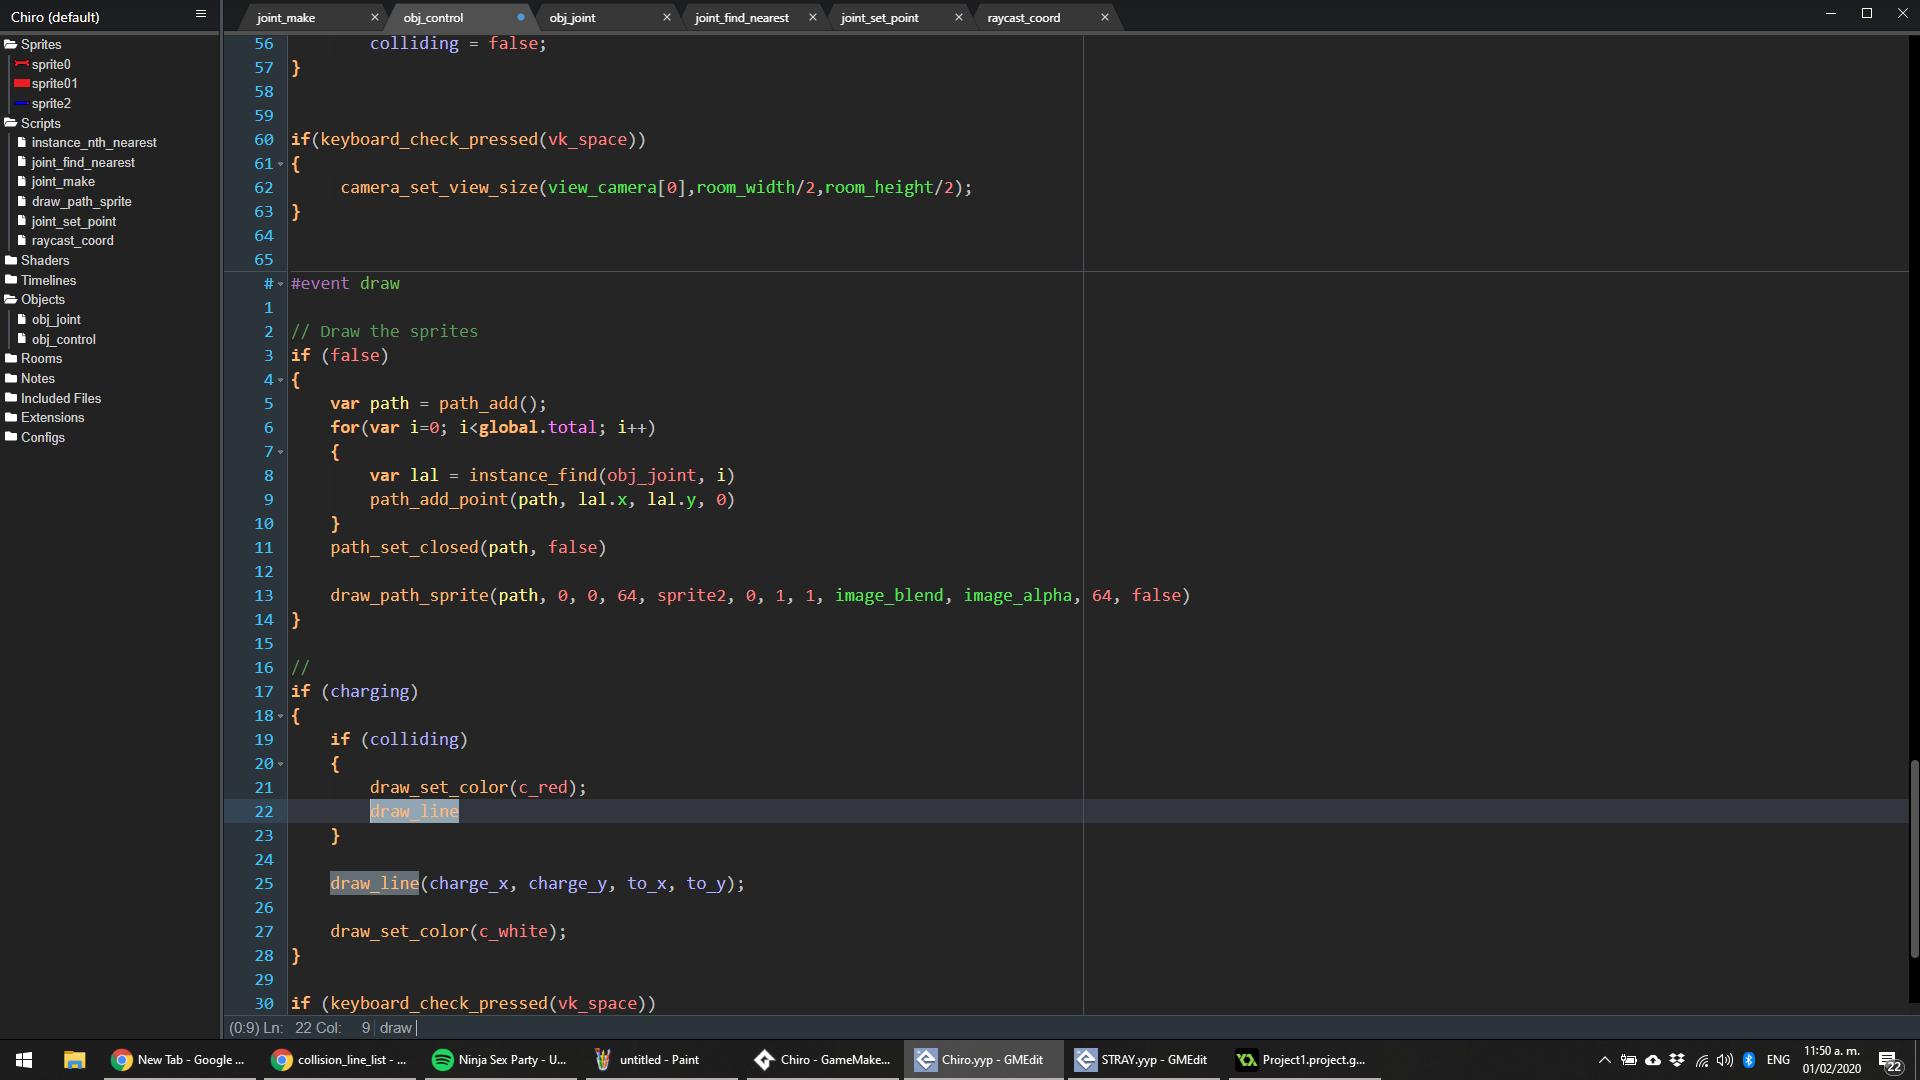 Chiro (default)
joint_make
obj_control
obj_joint
joint_find_nearest
joint_set_point
raycast_coord
Sprites
sprite0
sprite01
sprite2
Scripts
instance_nth_nearest
joint_find_nearest
joint_make
draw_path_sprite
joint_set_point
raycast_coord
Shaders
Timelines
Objects
obj_joint
obj_control
Rooms
Notes
Included Files
Extensions
Configs
56 colliding = false;
57 }
58
59
60 if(keyboard_check_pressed(vk_space))
61 {
62 camera_set_view_size(view_camera[0],room_width/2,room_height/2);
63 }
64
65
# #event draw
1
2 // Draw the sprites
3 if (false)
4 {
5 var path = path_add();
6 for(var i=0; i<global.total; i++)
7 {
8 var lal = instance_find(obj_joint, i)
9 path_add_point(path, lal.x, lal.y, 0)
10 }
11 path_set_closed(path, false)
12
13 draw_path_sprite(path, 0, 0, 64, sprite2, 0, 1, 1, image_blend, image_alpha, 64, false)
14 }
15
16 //
17 if (charging)
18 {
19 if (colliding)
20 {
21 draw_set_color(c_red);
22 draw_line
23 }
24
25 draw_line(charge_x, charge_y, to_x, to_y);
26
27 draw_set_color(c_white);
28 }
29
30 if (keyboard_check_pressed(vk_space))
(0:9) Ln: 22 Col: 9 draw
New Tab - Google ...
collision_line_list - ...
Ninja Sex Party - U...
untitled - Paint
Chiro - GameMake...
Chiro.yyp - GMEdit
STRAY.yyp - GMEdit
Project1.project.g...
ENG
11:50 a. m.
01/02/2020
22